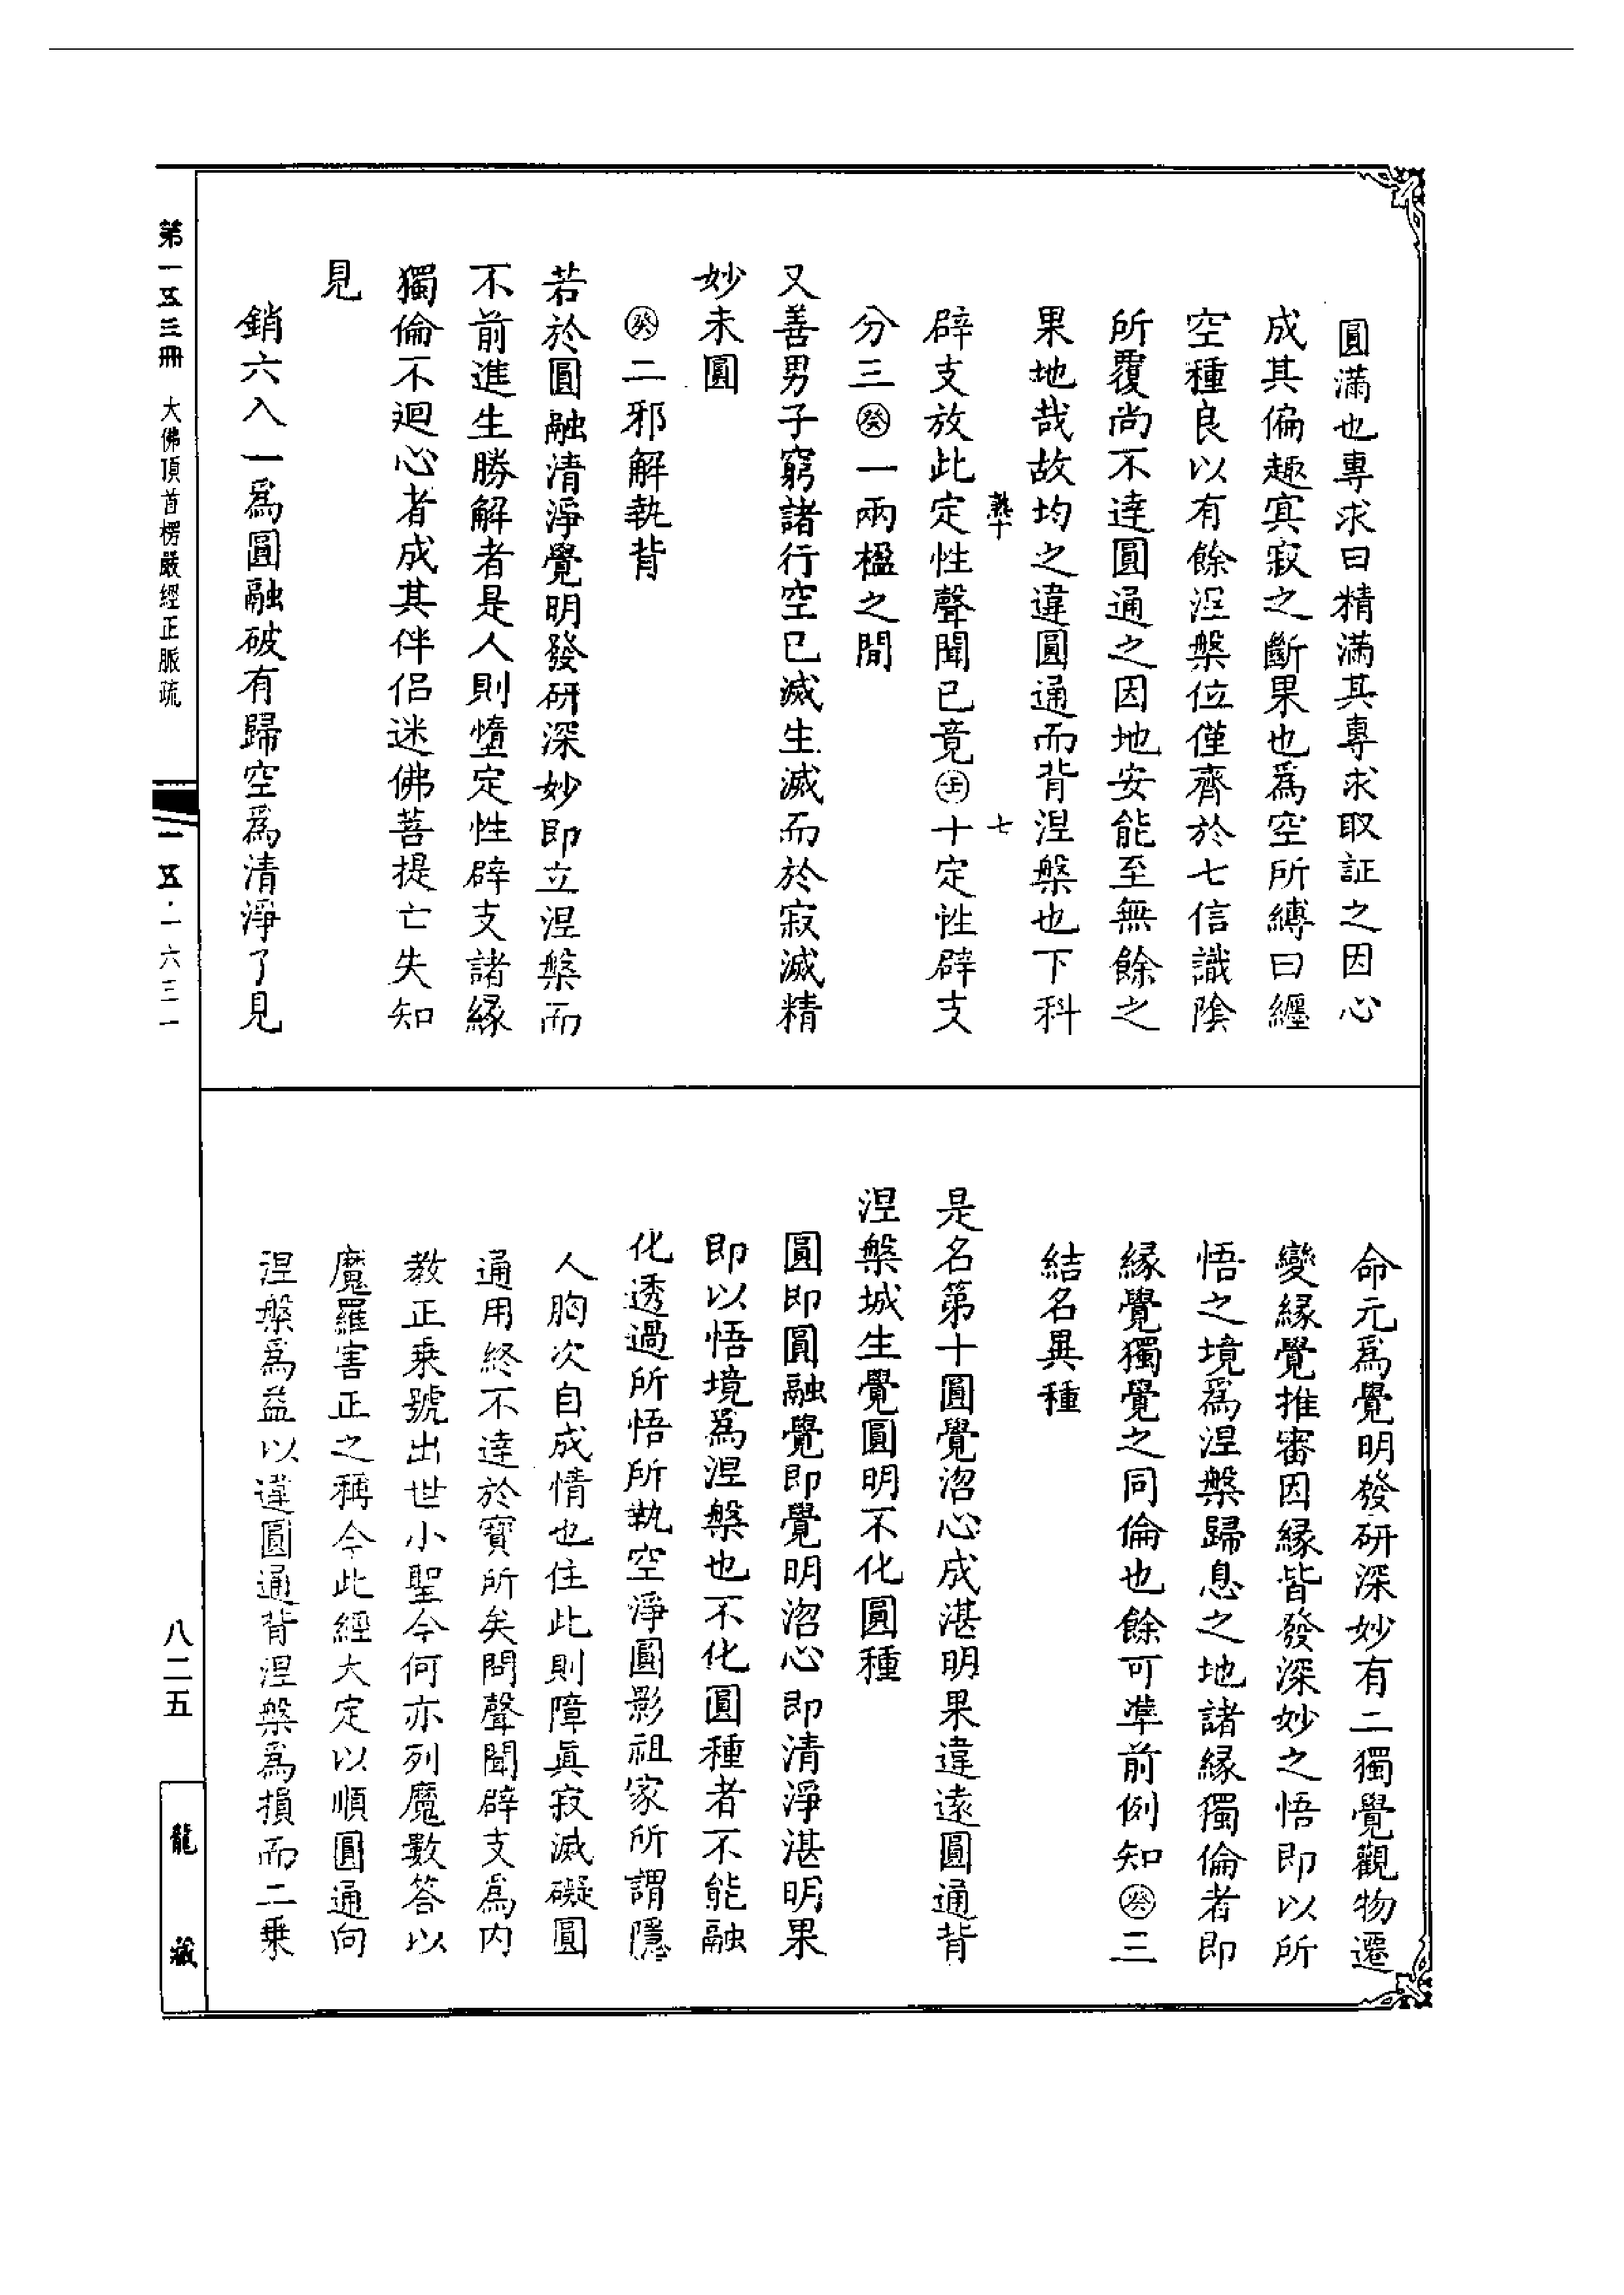 圓滿也專求曰精滿其專求取証之因心
成其偏趣寘寂之斷果也爲空所縛曰纒
空種良以有餘涅槃位僅齊於七信識陰
所覆尚不達圓通之因地安能至無餘之
果地哉故均之違圓通而背涅槃也下科
七
辟支放此定性聲聞已竟㊛十定性辟支
分三㊛一兩楹之間
又善男子窮諸行空已滅生滅而於寂滅精
妙未圓
癸二邪解執背
若於圓融清淨覺明發研深妙即立涅槃而
不前進生勝解者是人則墮定性辟支諸緣
獨倫不迴心者成其伴侶迷佛菩提亡失知
見
銷六入一爲圓融破有歸空爲清淨了見
命元爲覺明發研深妙有二獨覺觀物遷
變緣覺推審因緣皆發深妙之悟即以所
悟之境爲涅槃歸息之地諸緣獨倫者即
緣覺獨覺之同倫也餘可準前例知癸三
結名異種
是名第十圓覺㳷心成湛明果違遠圓通背
涅槃城生覺圓明不化圓種
圓即圓融覺即覺明㳷心即清淨湛明果
即以悟境爲涅槃也不化圓種者不能融
化透過所悟所執空淨圓影祖家所謂隱
人胸次自成情也住此則障眞寂滅礙圓
通用終不達於寶所矣問聲聞辟支爲内
教正乗號出世小聖今何亦列魔數答以
魔羅害正之稱今此經大定以順圓通向
涅槃爲益以違圓通背涅槃爲損而二乗
第一五三冊 大佛頂首楞嚴經正脈疏
一五·一六三一
八二五
龍藏